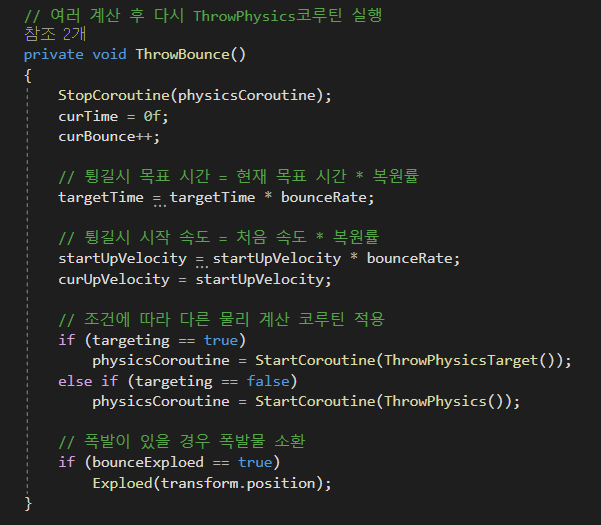 // 여러 계산 후 다시 ThrowPhysics코루틴 실행
참조 2개
private void ThrowBounce()
{
StopCoroutine(physicsCoroutine);
curTime = 0f;
curBounce++;
// 튕길시 목표 시간 = 현재 목표 시간 * 복원률
targetTime = targetTime * bounceRate;
// 튕길시 시작 속도 = 처음 속도 * 복원률
startUpVelocity = startUpVelocity * bounceRate;
curUpVelocity = startUpVelocity;
// 조건에 따라 다른 물리 계산 코루틴 적용
if (targeting == true)
physicsCoroutine = StartCoroutine(ThrowPhysicsTarget());
else if (targeting == false)
physicsCoroutine = StartCoroutine(ThrowPhysics());
// 폭발이 있을 경우 폭발물 소환
if (bounceExploed == true)
Exploed(transform.position);
}